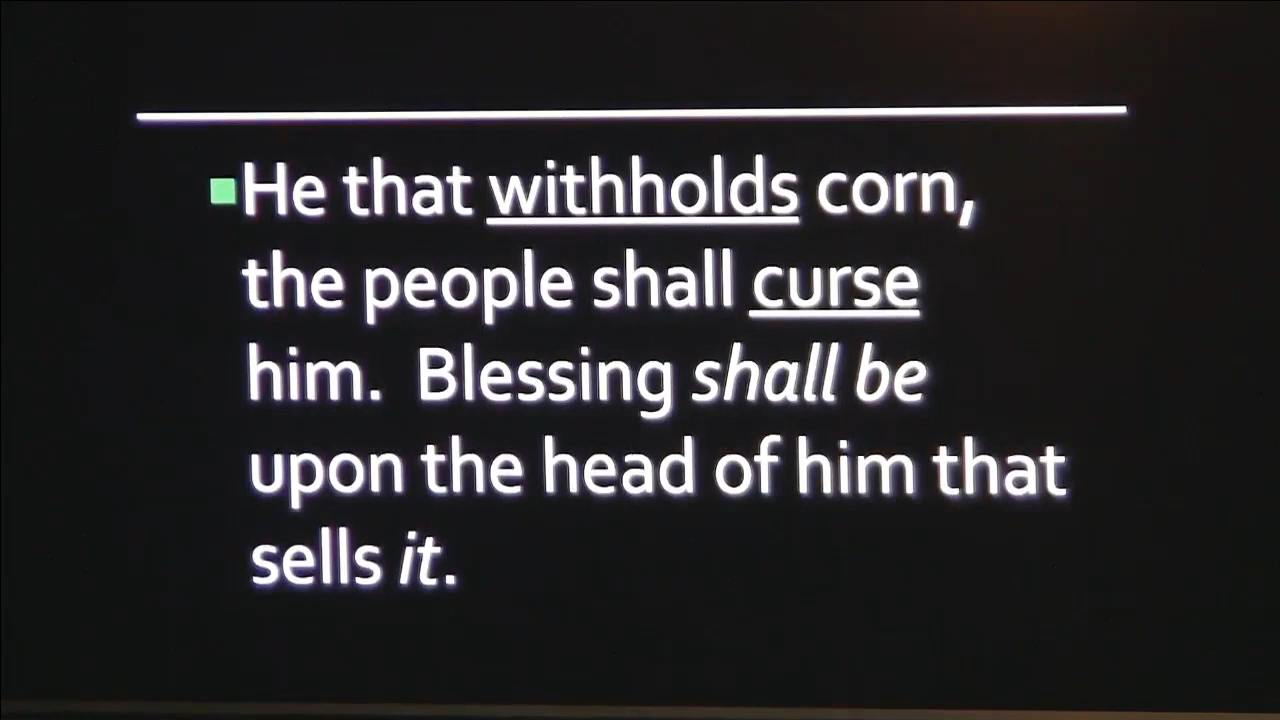 He that withholds corn,
the people shall curse
him. Blessing shall be
upon the head of him that
sells it.